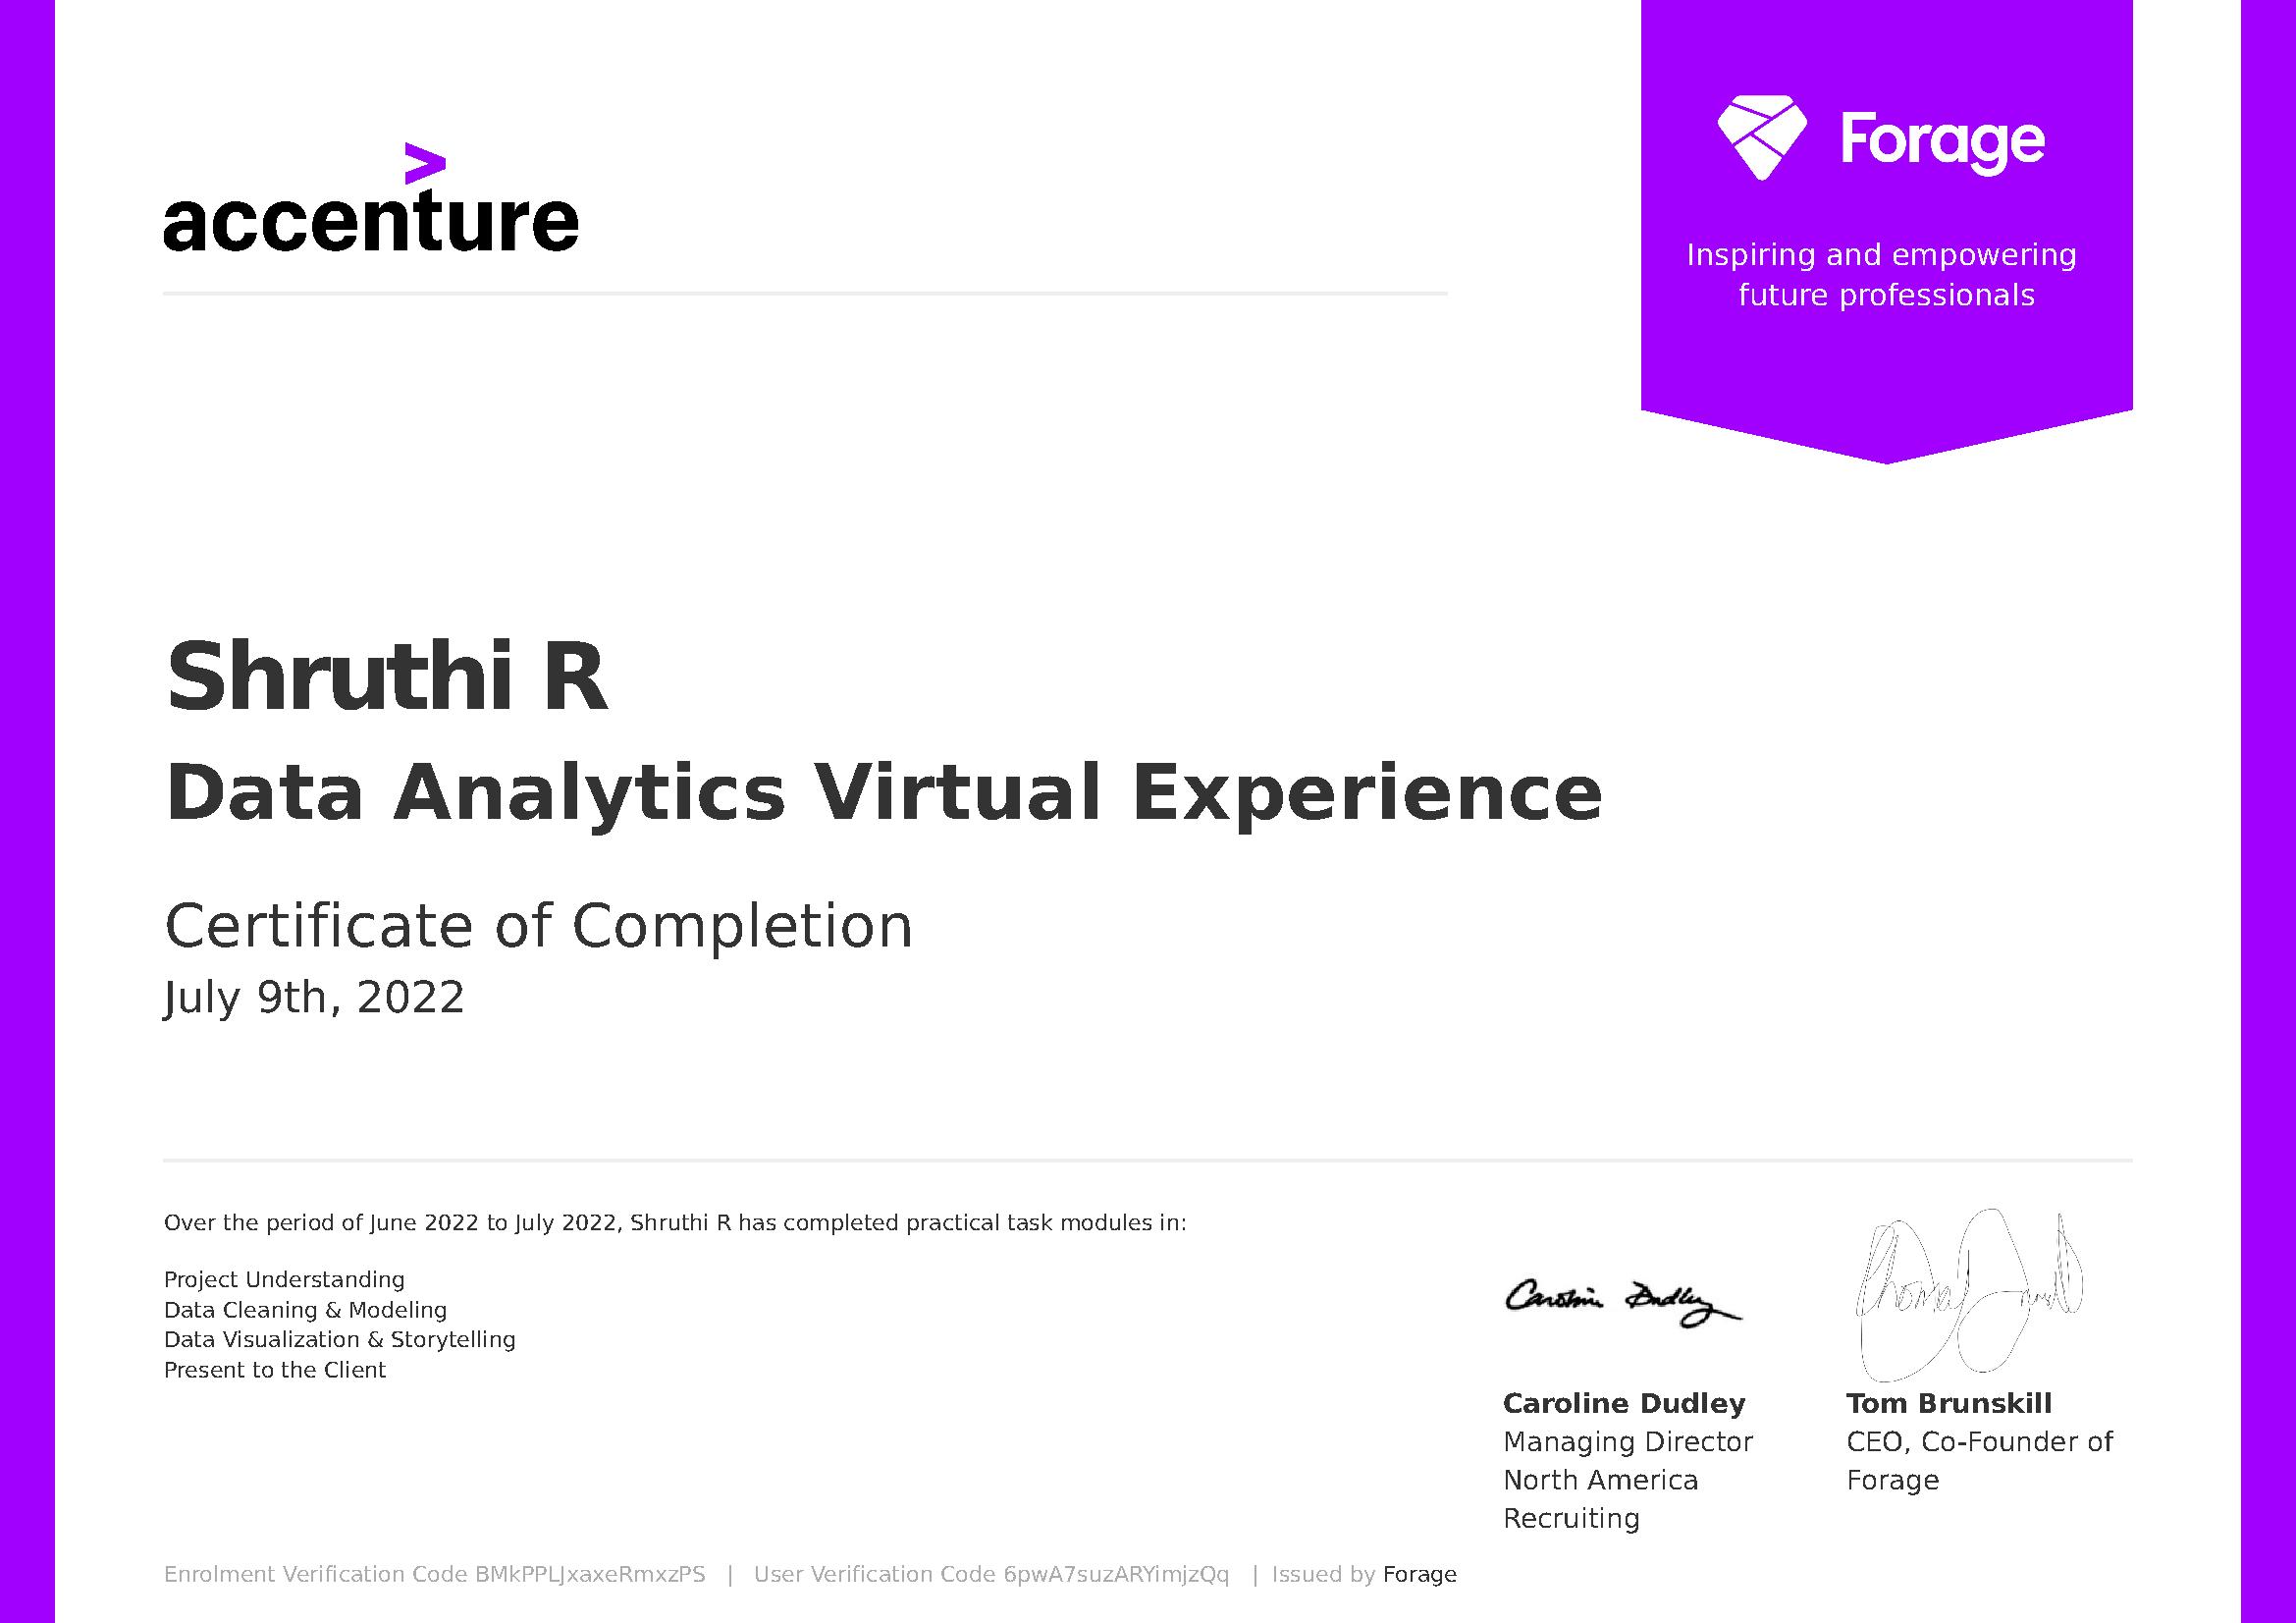 >
accenture
Forage
Inspiring and empowering
future professionals
Shruthi R
Data Analytics Virtual Experience
Certificate of Completion
July 9th, 2022
Over the period of June 2022 to July 2022, Shruthi R has completed practical task modules in:
Project Understanding
Data Cleaning & Modeling
Data Visualization & Storytelling
Present to the Client
Caroline Dudley
Caroline Dudley
Managing Director
North America
Recruiting
Tom Brunskill
CEO, Co-Founder of
Forage
Enrolment Verification Code BMkPPLJxaxeRmxzPS | User Verification Code 6pwA7suzARYimjzQq | Issued by Forage